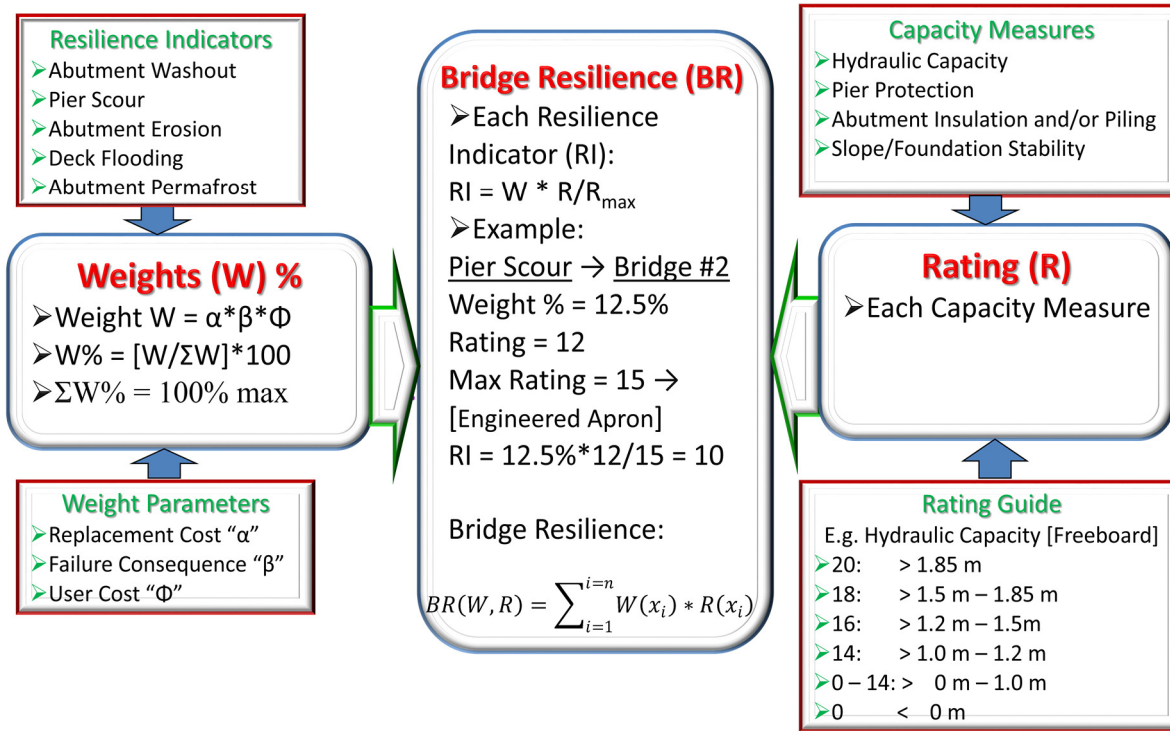 Resilience Indicators
➢Abutment Washout
➢Pier Scour
➢Abutment Erosion
➢Deck Flooding
➢Abutment Permafrost
Weights (W) %
➢Weight W = α*β*Φ
➢W% = [W/ΣW]*100
➢ΣW% = 100% max
Weight Parameters
➢Replacement Cost “α”
➢Failure Consequence “β”
➢User Cost “Φ”
Bridge Resilience (BR)
➢Each Resilience
Indicator (RI):
RI = W * R/Rmax
➢Example:
Pier Scour → Bridge #2
Weight % = 12.5%
Rating = 12
Max Rating = 15 →
[Engineered Apron]
RI = 12.5%*12/15 = 10
Bridge Resilience:
BR(W, R) = ∑_{i=1}^{i=n} W(x_i) * R(x_i)
Capacity Measures
➢Hydraulic Capacity
➢Pier Protection
➢Abutment Insulation and/or Piling
➢Slope/Foundation Stability
Rating (R)
➢Each Capacity Measure
Rating Guide
E.g. Hydraulic Capacity [Freeboard]
➢20: > 1.85 m
➢18: > 1.5 m – 1.85 m
➢16: > 1.2 m – 1.5m
➢14: > 1.0 m – 1.2 m
➢0 – 14: > 0 m – 1.0 m
➢0 < 0 m